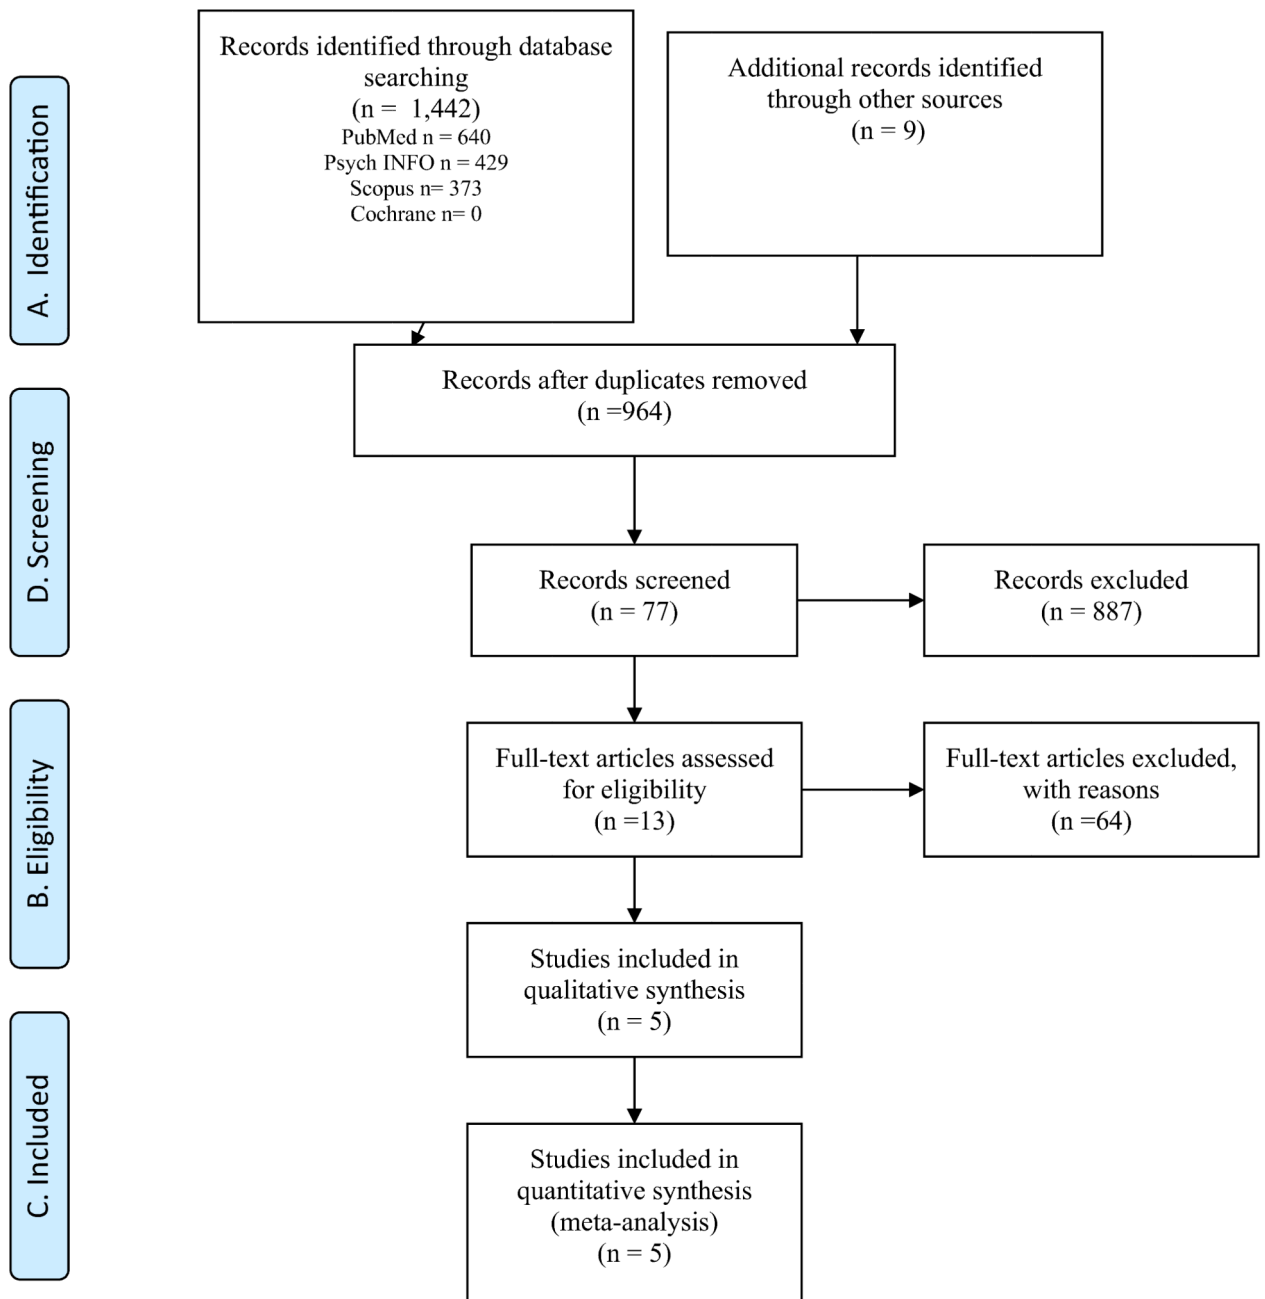 Records identified through database
searching
(n =  1,442)
PubMed n = 640
Psych INFO n = 429
Scopus n= 373
Cochrane n= 0
Additional records identified
through other sources
(n = 9)
A.  Identification
Records after duplicates removed
(n =964)
D. Screening
Records screened
(n = 77)
Records excluded
(n = 887)
B. Eligibility
Full-text articles assessed
for eligibility
(n =13)
Full-text articles excluded,
with reasons
(n =64)
Studies included in
qualitative synthesis
(n = 5)
C. Included
Studies included in
quantitative synthesis
(meta-analysis)
(n = 5)